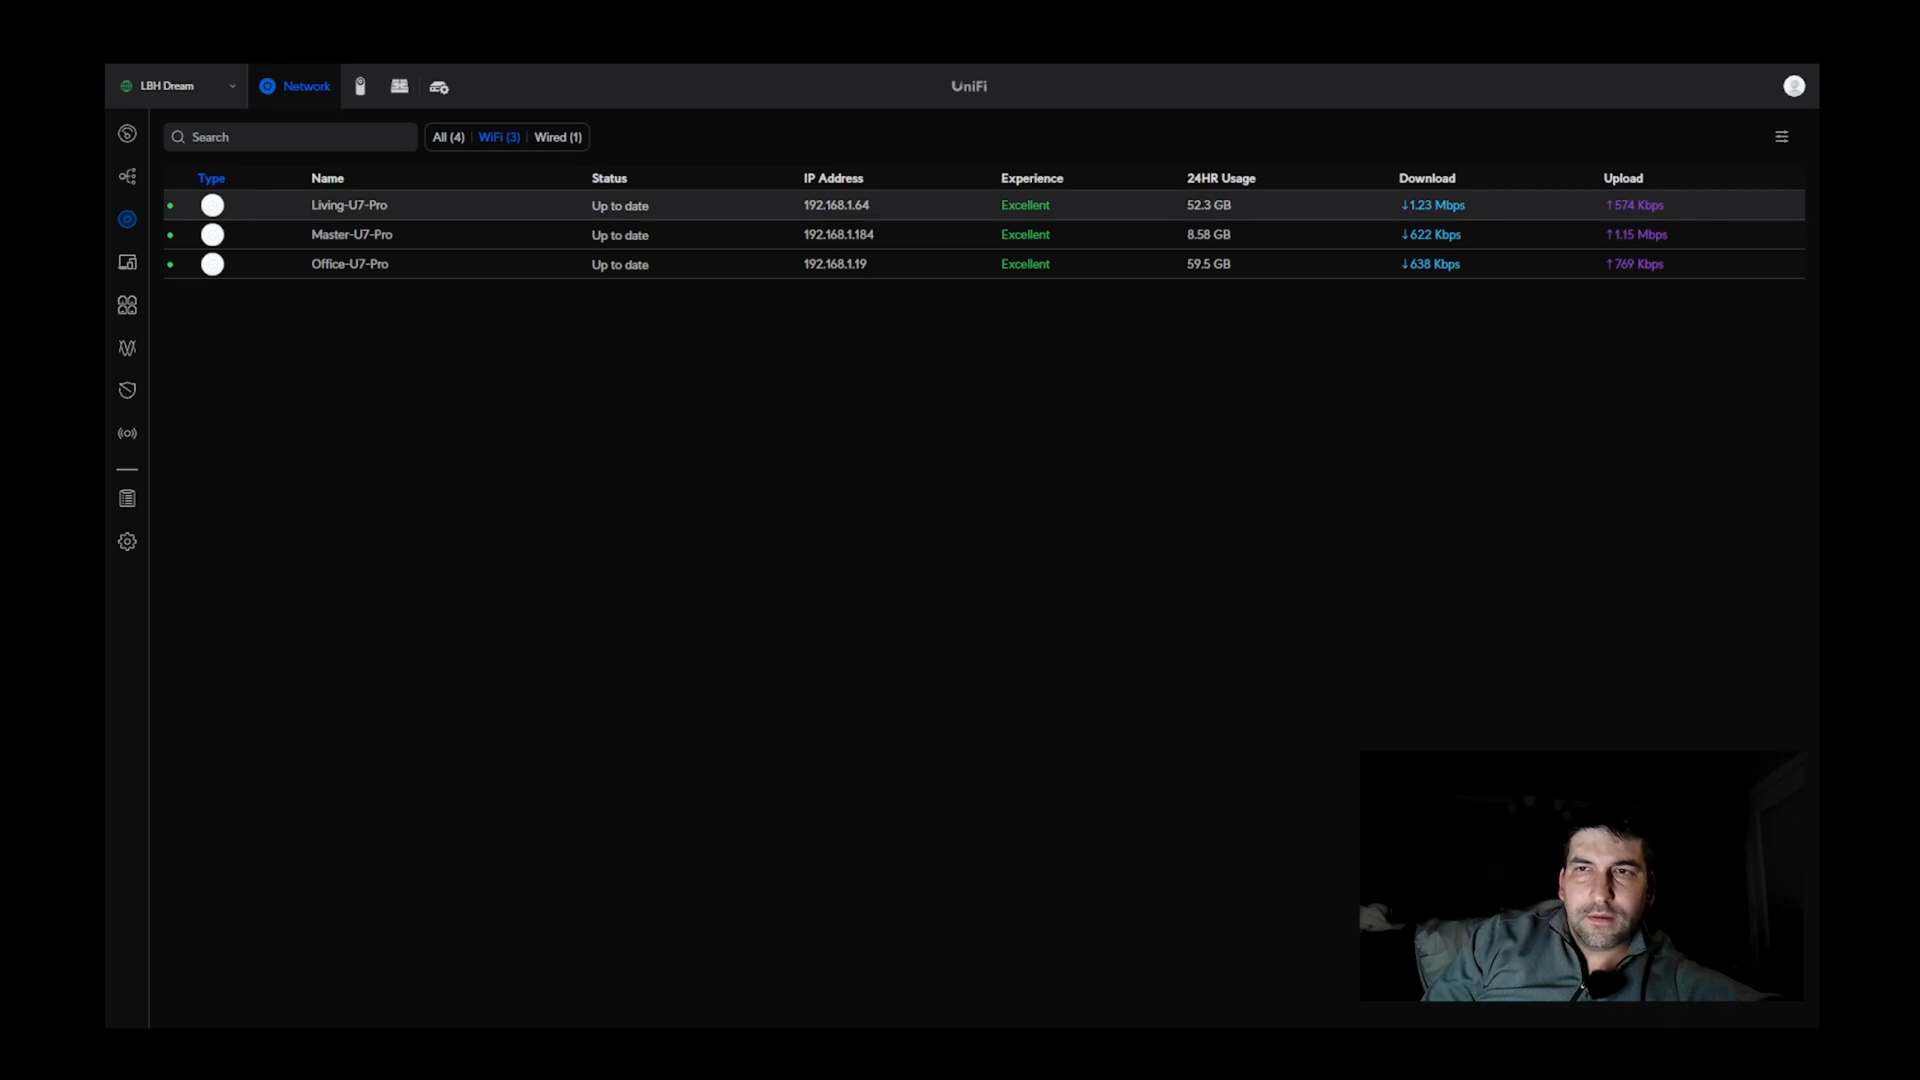 LBH Dream Network UniFi
Search All (4) WiFi (3) Wired (1)
Type Name Status IP Address Experience 24HR Usage Download Upload
Living-U7-Pro Up to date 192.168.1.64 Excellent 52.3 GB ↓1.23 Mbps ↑574 Kbps
Master-U7-Pro Up to date 192.168.1.184 Excellent 8.58 GB ↓622 Kbps ↑1.15 Mbps
Office-U7-Pro Up to date 192.168.1.19 Excellent 59.5 GB ↓638 Kbps ↑769 Kbps